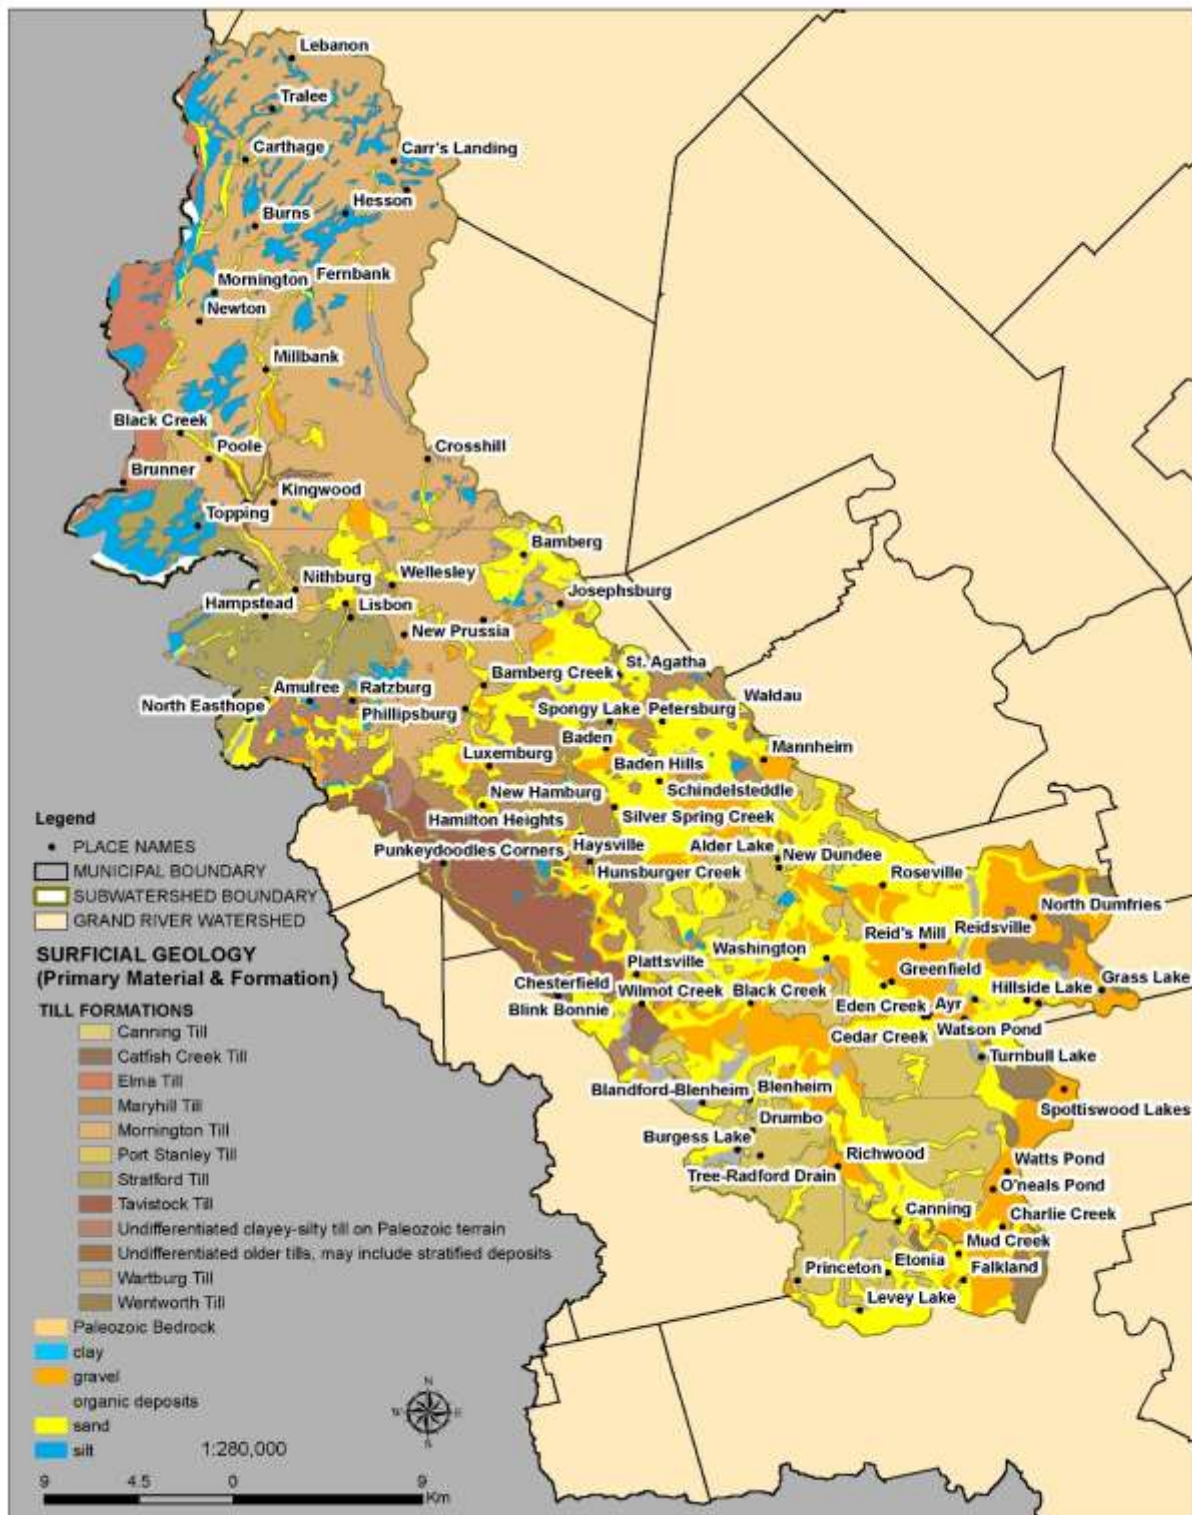 Lebanon
Tralee
Carthage
Carr's Landing
Hesson
Burns
Fernbank
Mornington
Newton
Millbank
Black Creek
Poole
Crosshill
Brunner
Kingwood
Topping
Bamberg
Nithburg
Wellesley
Josephsburg
Hampstead
Lisbon
New Prussia
St. Agatha
Bamberg Creek
Amulree
Ratzburg
Waldau
North Easthope
Phillipsburg
Spongy Lake
Petersburg
Baden
Mannheim
Luxemburg
Baden Hills
New Hamburg
Schindelsteddle
Hamilton Heights
Silver Spring Creek
Punkeydoodles Corners
Haysville
Alder Lake
New Dundee
Hunsburger Creek
Roseville
North Dumfries
Reid's Mill
Reidsville
Washington
Plattsville
Greenfield
Grass Lake
Chesterfield
Wilmot Creek
Black Creek
Hillside Lake
Blink Bonnie
Eden Creek
Ayr
Cedar Creek
Watson Pond
Turnbull Lake
Blandford-Blenheim
Blenheim
Spottiswood Lakes
Drumbo
Burgess Lake
Richwood
Watts Pond
Tree-Radford Drain
O'neals Pond
Canning
Charlie Creek
Mud Creek
Etonia
Princeton
Falkland
Levey Lake
Legend
PLACE NAMES
MUNICIPAL BOUNDARY
SUBWATERSHED BOUNDARY
GRAND RIVER WATERSHED
SURFICIAL GEOLOGY
(Primary Material & Formation)
TILL FORMATIONS
Canning Till
Catfish Creek Till
Elma Till
Maryhill Till
Mornington Till
Port Stanley Till
Stratford Till
Tavistock Till
Undifferentiated clayey-silty till on Paleozoic terrain
Undifferentiated older tills, may include stratified deposits
Wartburg Till
Wentworth Till
Paleozoic Bedrock
clay
gravel
organic deposits
sand
silt
1:280,000
N
W E
S
9 4.5 0 9
Km